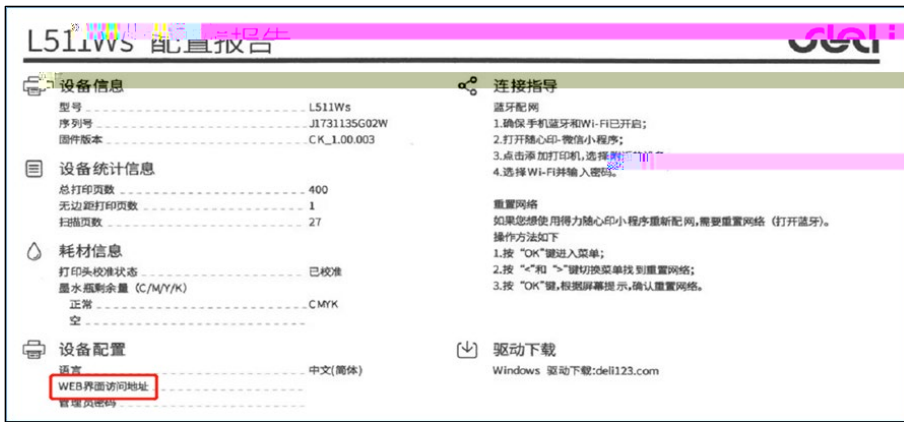 L511Ws 配置报告
deli
设备信息
型号 L511Ws
序列号 J1731135G02W
固件版本 CK_1.00.003
设备统计信息
总打印页数 400
无边距打印页数 1
扫描页数 27
耗材信息
打印头校准状态 已校准
墨水瓶剩余量 (C/M/Y/K)
正常 CMYK
空
设备配置
语言 中文(简体)
WEB界面访问地址
管理员密码
连接指导
蓝牙配网
1.确保手机蓝牙和Wi-Fi已开启;
2.打开随心印-微信小程序;
3.点击添加打印机,选择
4.选择Wi-Fi并输入密码。
重置网络
如果您想使用得力随心印小程序重新配网,需要重置网络 (打开蓝牙)。
操作方法如下
1.按 “OK”键进入菜单;
2.按 “<”和 “>”键切换菜单找到重置网络;
3.按 “OK”键,根据屏幕提示,确认重置网络。
驱动下载
Windows 驱动下载:deli123.com